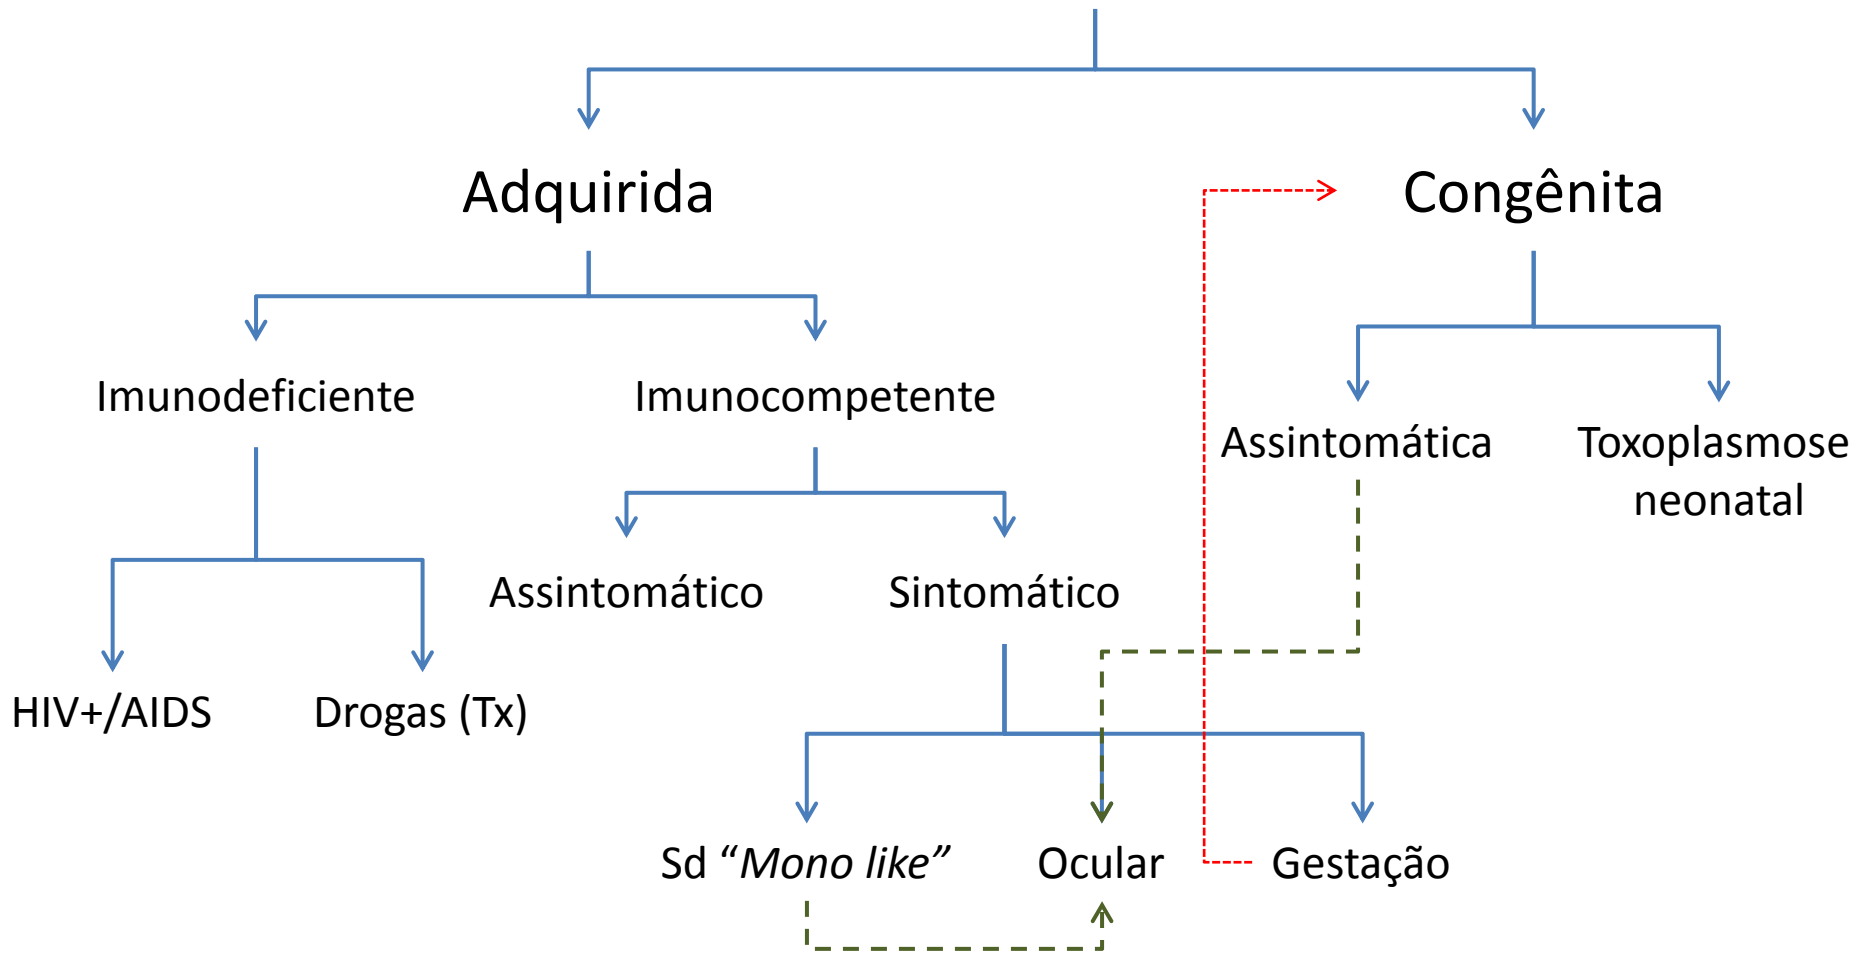 Adquirida
Congênita
Imunodeficiente
Imunocompetente
Assintomática
Toxoplasmose
neonatal
Assintomático
Sintomático
HIV+/AIDS
Drogas (Tx)
Sd “Mono like”
Ocular
Gestação